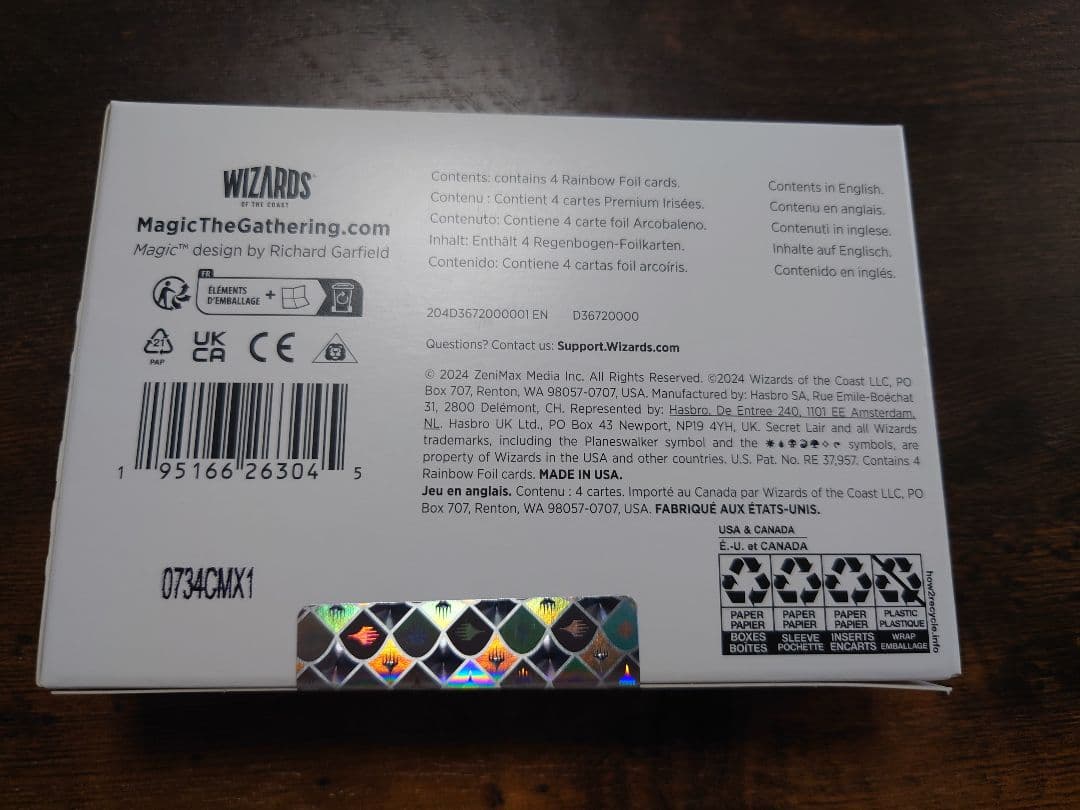 WIZARDS
OF THE COAST
MagicTheGathering.com
Magic™ design by Richard Garfield
FR
ÉLÉMENTS
D'EMBALLAGE +
21
PAP
UK
CA
CE
1 95166 26304 5
0734CMX1
Contents: contains 4 Rainbow Foil cards.
Contenu : Contient 4 cartes Premium Irisées.
Contenuto: Contiene 4 carte foil Arcobaleno.
Inhalt: Enthält 4 Regenbogen-Foilkarten.
Contenido: Contiene 4 cartas foil arcoíris.
Contents in English.
Contenu en anglais.
Contenuti in inglese.
Inhalte auf Englisch.
Contenido en inglés.
204D3672000001 EN D36720000
Questions? Contact us: Support.Wizards.com
© 2024 ZeniMax Media Inc. All Rights Reserved. ©2024 Wizards of the Coast LLC, PO
Box 707, Renton, WA 98057-0707, USA. Manufactured by: Hasbro SA, Rue Emile-Boéchat
31, 2800 Delémont, CH. Represented by: Hasbro, De Entree 240, 1101 EE Amsterdam,
NL. Hasbro UK Ltd., PO Box 43 Newport, NP19 4YH, UK. Secret Lair and all Wizards
trademarks, including the Planeswalker symbol and the symbols, are
property of Wizards in the USA and other countries. U.S. Pat. No. RE 37,957. Contains 4
Rainbow Foil cards. MADE IN USA.
Jeu en anglais. Contenu : 4 cartes. Importé au Canada par Wizards of the Coast LLC, PO
Box 707, Renton, WA 98057-0707, USA. FABRIQUÉ AUX ÉTATS-UNIS.
USA & CANADA
É.-U. et CANADA
PAPER PAPER PAPER PLASTIC
PAPIER PAPIER PAPIER PLASTIQUE
BOXES SLEEVE INSERTS WRAP
BOÎTES POCHETTE ENCARTS EMBALLAGE
how2recycle.info